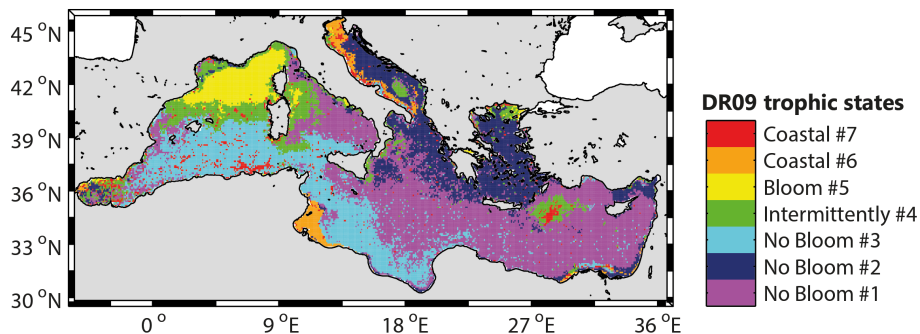 45 °N
42 °N
39 °N
36 °N
33 °N
30 °N
0 °
9 °E
18 °E
27 °E
36 °E
DR09 trophic states
Coastal #7
Coastal #6
Bloom #5
Intermittently #4
No Bloom #3
No Bloom #2
No Bloom #1